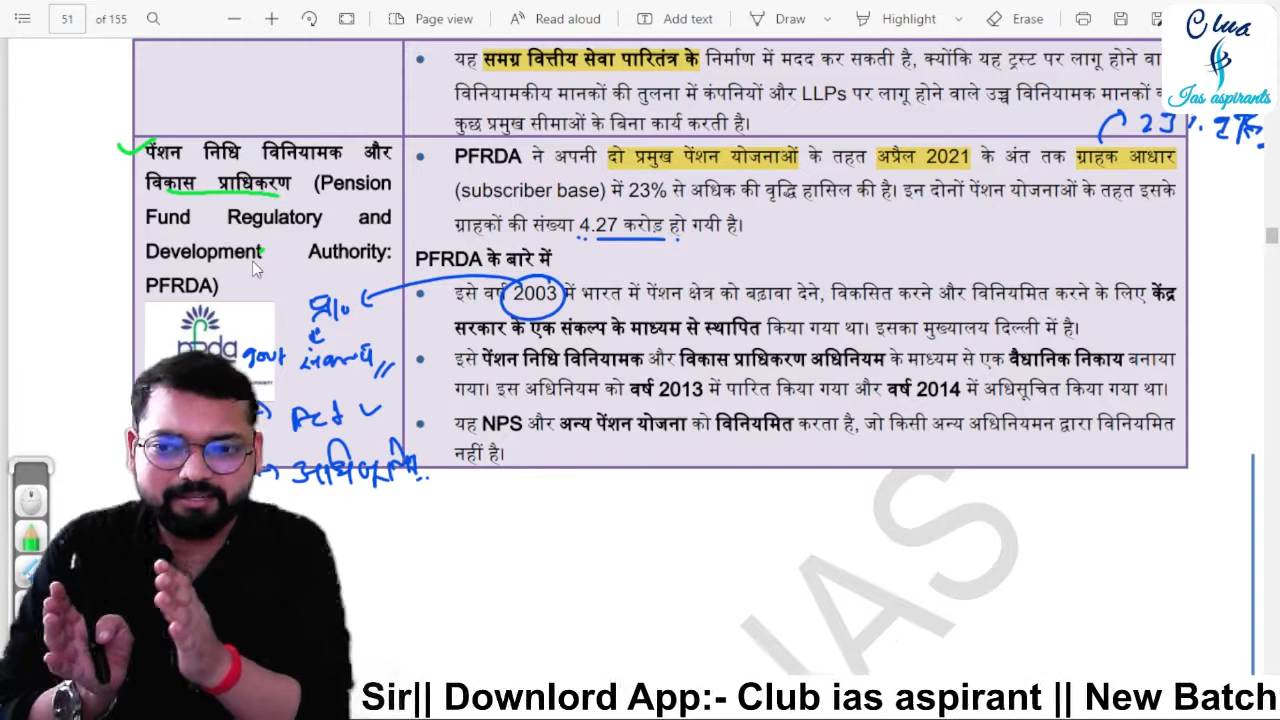 51 of 155
Page view
Read aloud
Add text
Draw
Highlight
Erase
Club
Ias aspirants
यह समग्र वित्तीय सेवा पारितंत्र के निर्माण में मदद कर सकती है, क्योंकि यह ट्रस्ट पर लागू होने
विनियामकीय मानकों की तुलना में कंपनियों और LLPs पर लागू होने वाले उच्च विनियामक मानकों
कुछ प्रमुख सीमाओं के बिना कार्य करती है।
पेंशन निधि विनियामक और
विकास प्राधिकरण (Pension
Fund Regulatory and
Development Authority:
PFRDA)
pfrda
govt
Act
PFRDA ने अपनी दो प्रमुख पेंशन योजनाओं के तहत अप्रैल 2021 के अंत तक ग्राहक आधार
(subscriber base) में 23% से अधिक की वृद्धि हासिल की है। इन दोनों पेंशन योजनाओं के तहत इसके
ग्राहकों की संख्या 4.27 करोड़ हो गयी है।
PFRDA के बारे में
इसे वर्ष 2003 में भारत में पेंशन क्षेत्र को बढ़ावा देने, विकसित करने और विनियमित करने के लिए केंद्र
सरकार के एक संकल्प के माध्यम से स्थापित किया गया था। इसका मुख्यालय दिल्ली में है।
इसे पेंशन निधि विनियामक और विकास प्राधिकरण अधिनियम के माध्यम से एक वैधानिक निकाय बनाया
गया। इस अधिनियम को वर्ष 2013 में पारित किया गया और वर्ष 2014 में अधिसूचित किया गया था।
यह NPS और अन्य पेंशन योजना को विनियमित करता है, जो किसी अन्य अधिनियमन द्वारा विनियमित
नहीं है।
IAS
Sir|| Downlord App:- Club ias aspirant || New Batch